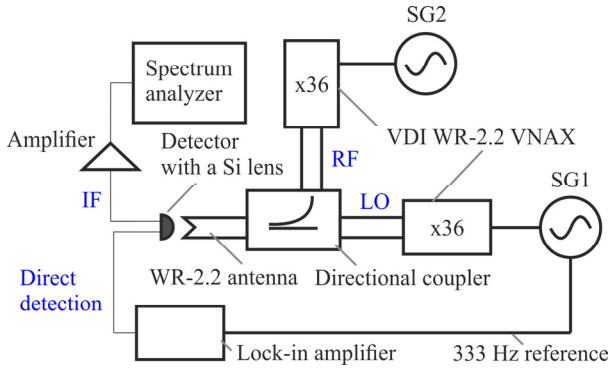 SG2
Spectrum
analyzer
x36
Amplifier
Detector
with a Si lens
VDI WR-2.2 VNAX
RF
SG1
IF
LO
x36
Direct
detection
WR-2.2 antenna
Directional coupler
Lock-in amplifier
333 Hz reference